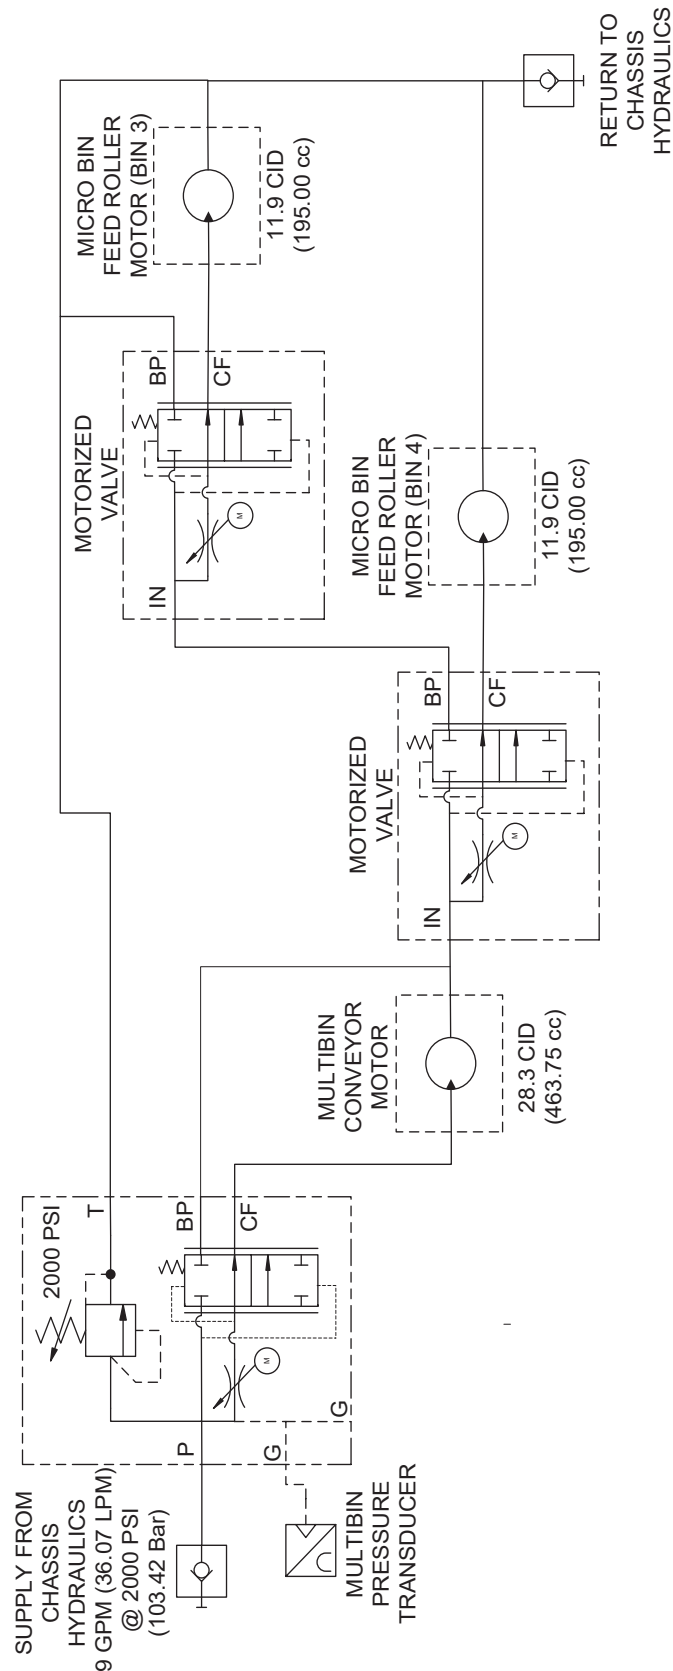 SUPPLY FROM
CHASSIS
HYDRAULICS
9 GPM (36.07 LPM)
@ 2000 PSI
(103.42 Bar)
MULTIBIN
PRESSURE
TRANSDUCER
P
G
G
M
2000 PSI
T
BP
CF
MULTIBIN
CONVEYOR
MOTOR
28.3 CID
(463.75 cc)
MOTORIZED
VALVE
IN
M
BP
CF
MICRO BIN
FEED ROLLER
MOTOR (BIN 4)
11.9 CID
(195.00 cc)
MOTORIZED
VALVE
IN
M
BP
CF
MICRO BIN
FEED ROLLER
MOTOR (BIN 3)
11.9 CID
(195.00 cc)
RETURN TO
CHASSIS
HYDRAULICS